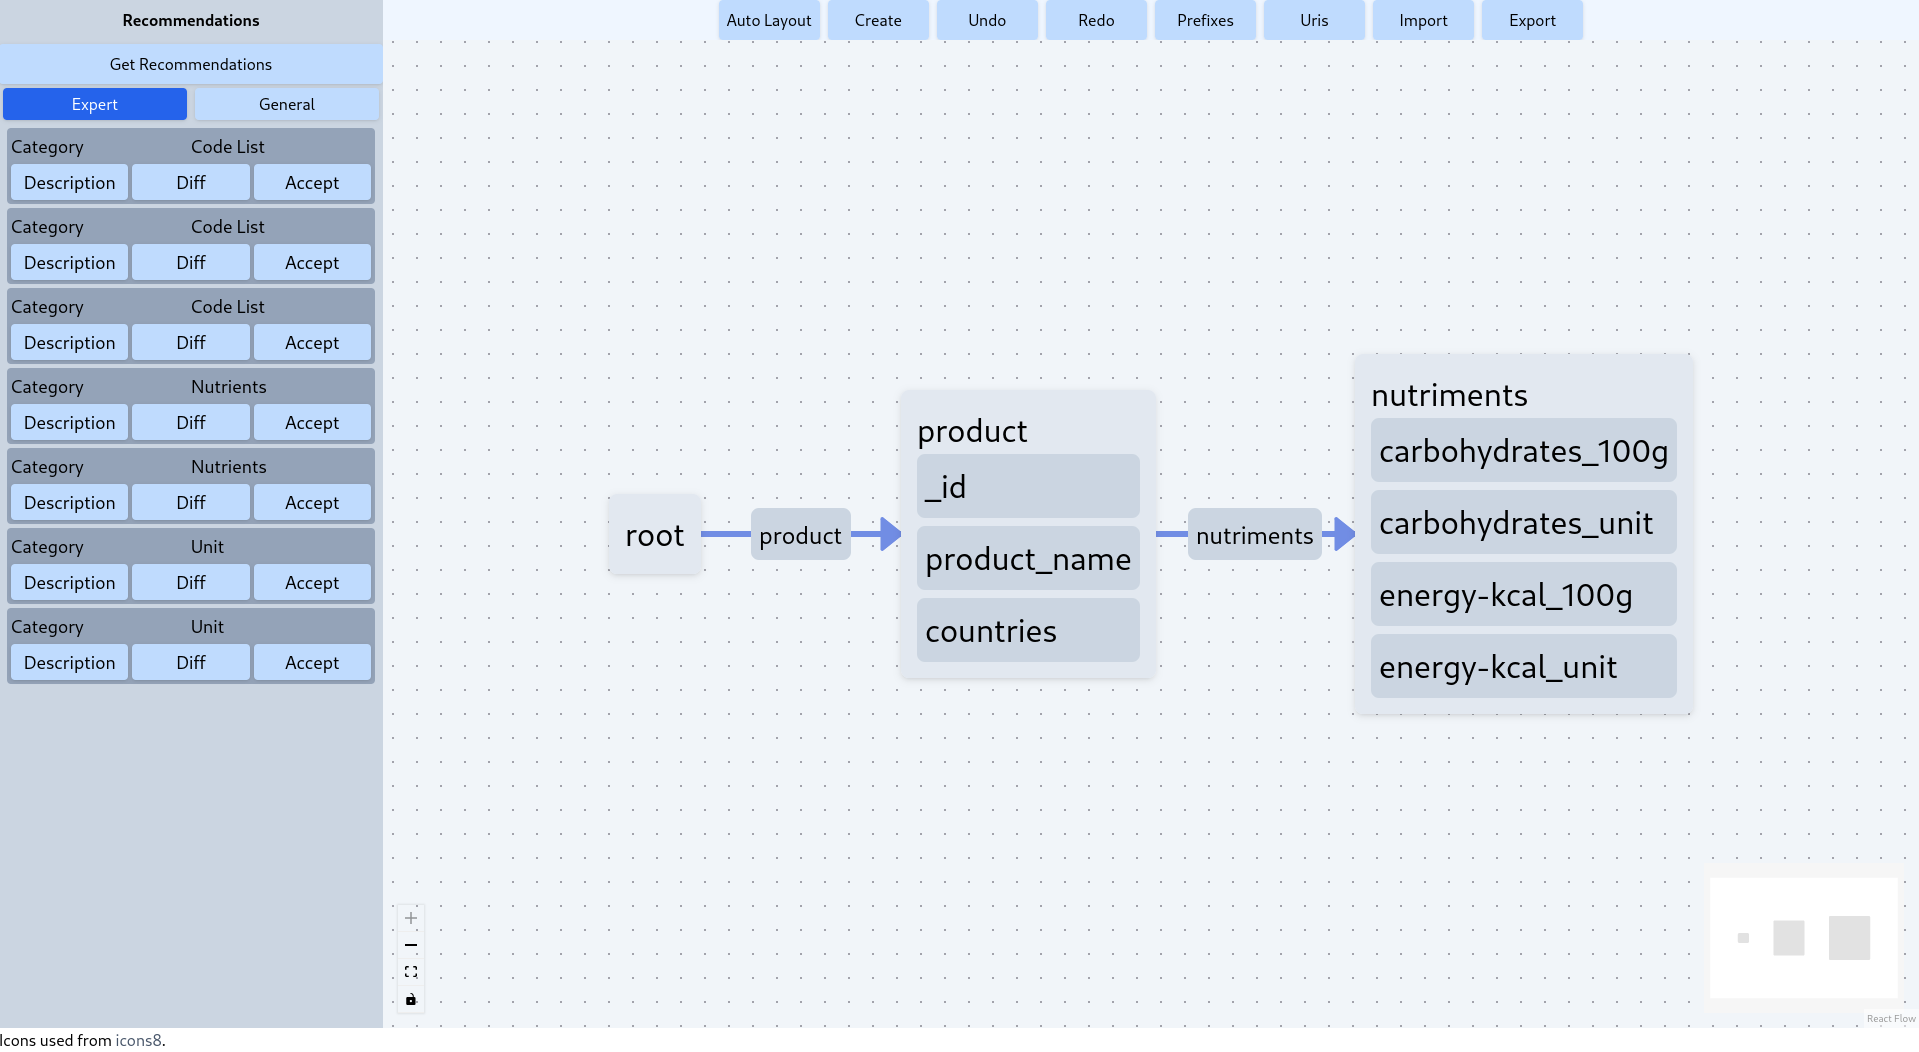 Recommendations
Get Recommendations
Expert General
Category Code List
Description Diff Accept
Category Code List
Description Diff Accept
Category Code List
Description Diff Accept
Category Nutrients
Description Diff Accept
Category Nutrients
Description Diff Accept
Category Unit
Description Diff Accept
Category Unit
Description Diff Accept
Auto Layout Create Undo Redo Prefixes Uris Import Export
root
product
product
_id
product_name
countries
nutriments
nutriments
carbohydrates_100g
carbohydrates_unit
energy-kcal_100g
energy-kcal_unit
React Flow
Icons used from icons8.